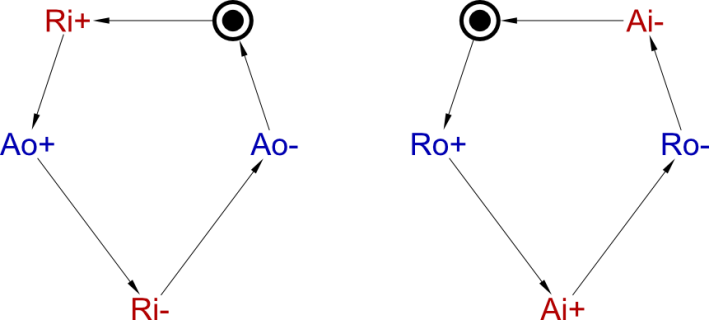 Ri+
Ai-
Ao+
Ao-
Ro+
Ro-
Ri-
Ai+